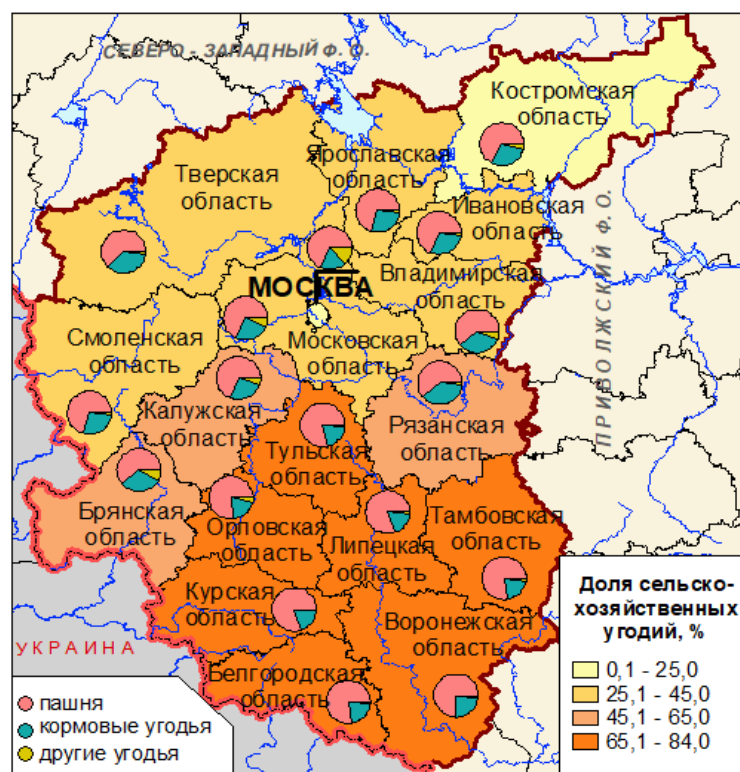 СЕВЕРО - ЗАПАДНЫЙ Ф. О.
Костромская
область
Ярославская
область
Тверская
область
Ивановская
область
ПРИВОЛЖСКИЙ Ф.О.
МОСКВА
Владимирская
область
Смоленская
область
Московская
область
Калужская
область
Рязанская
область
Тульская
область
Брянская
область
Орловская
область
Липецкая
область
Тамбовская
область
Курская
область
Воронежская
область
УКРАИНА
Белгородская
область
Доля сельско-
хозяйственных
угодий, %
0,1 - 25,0
25,1 - 45,0
45,1 - 65,0
65,1 - 84,0
пашня
кормовые угодья
другие угодья